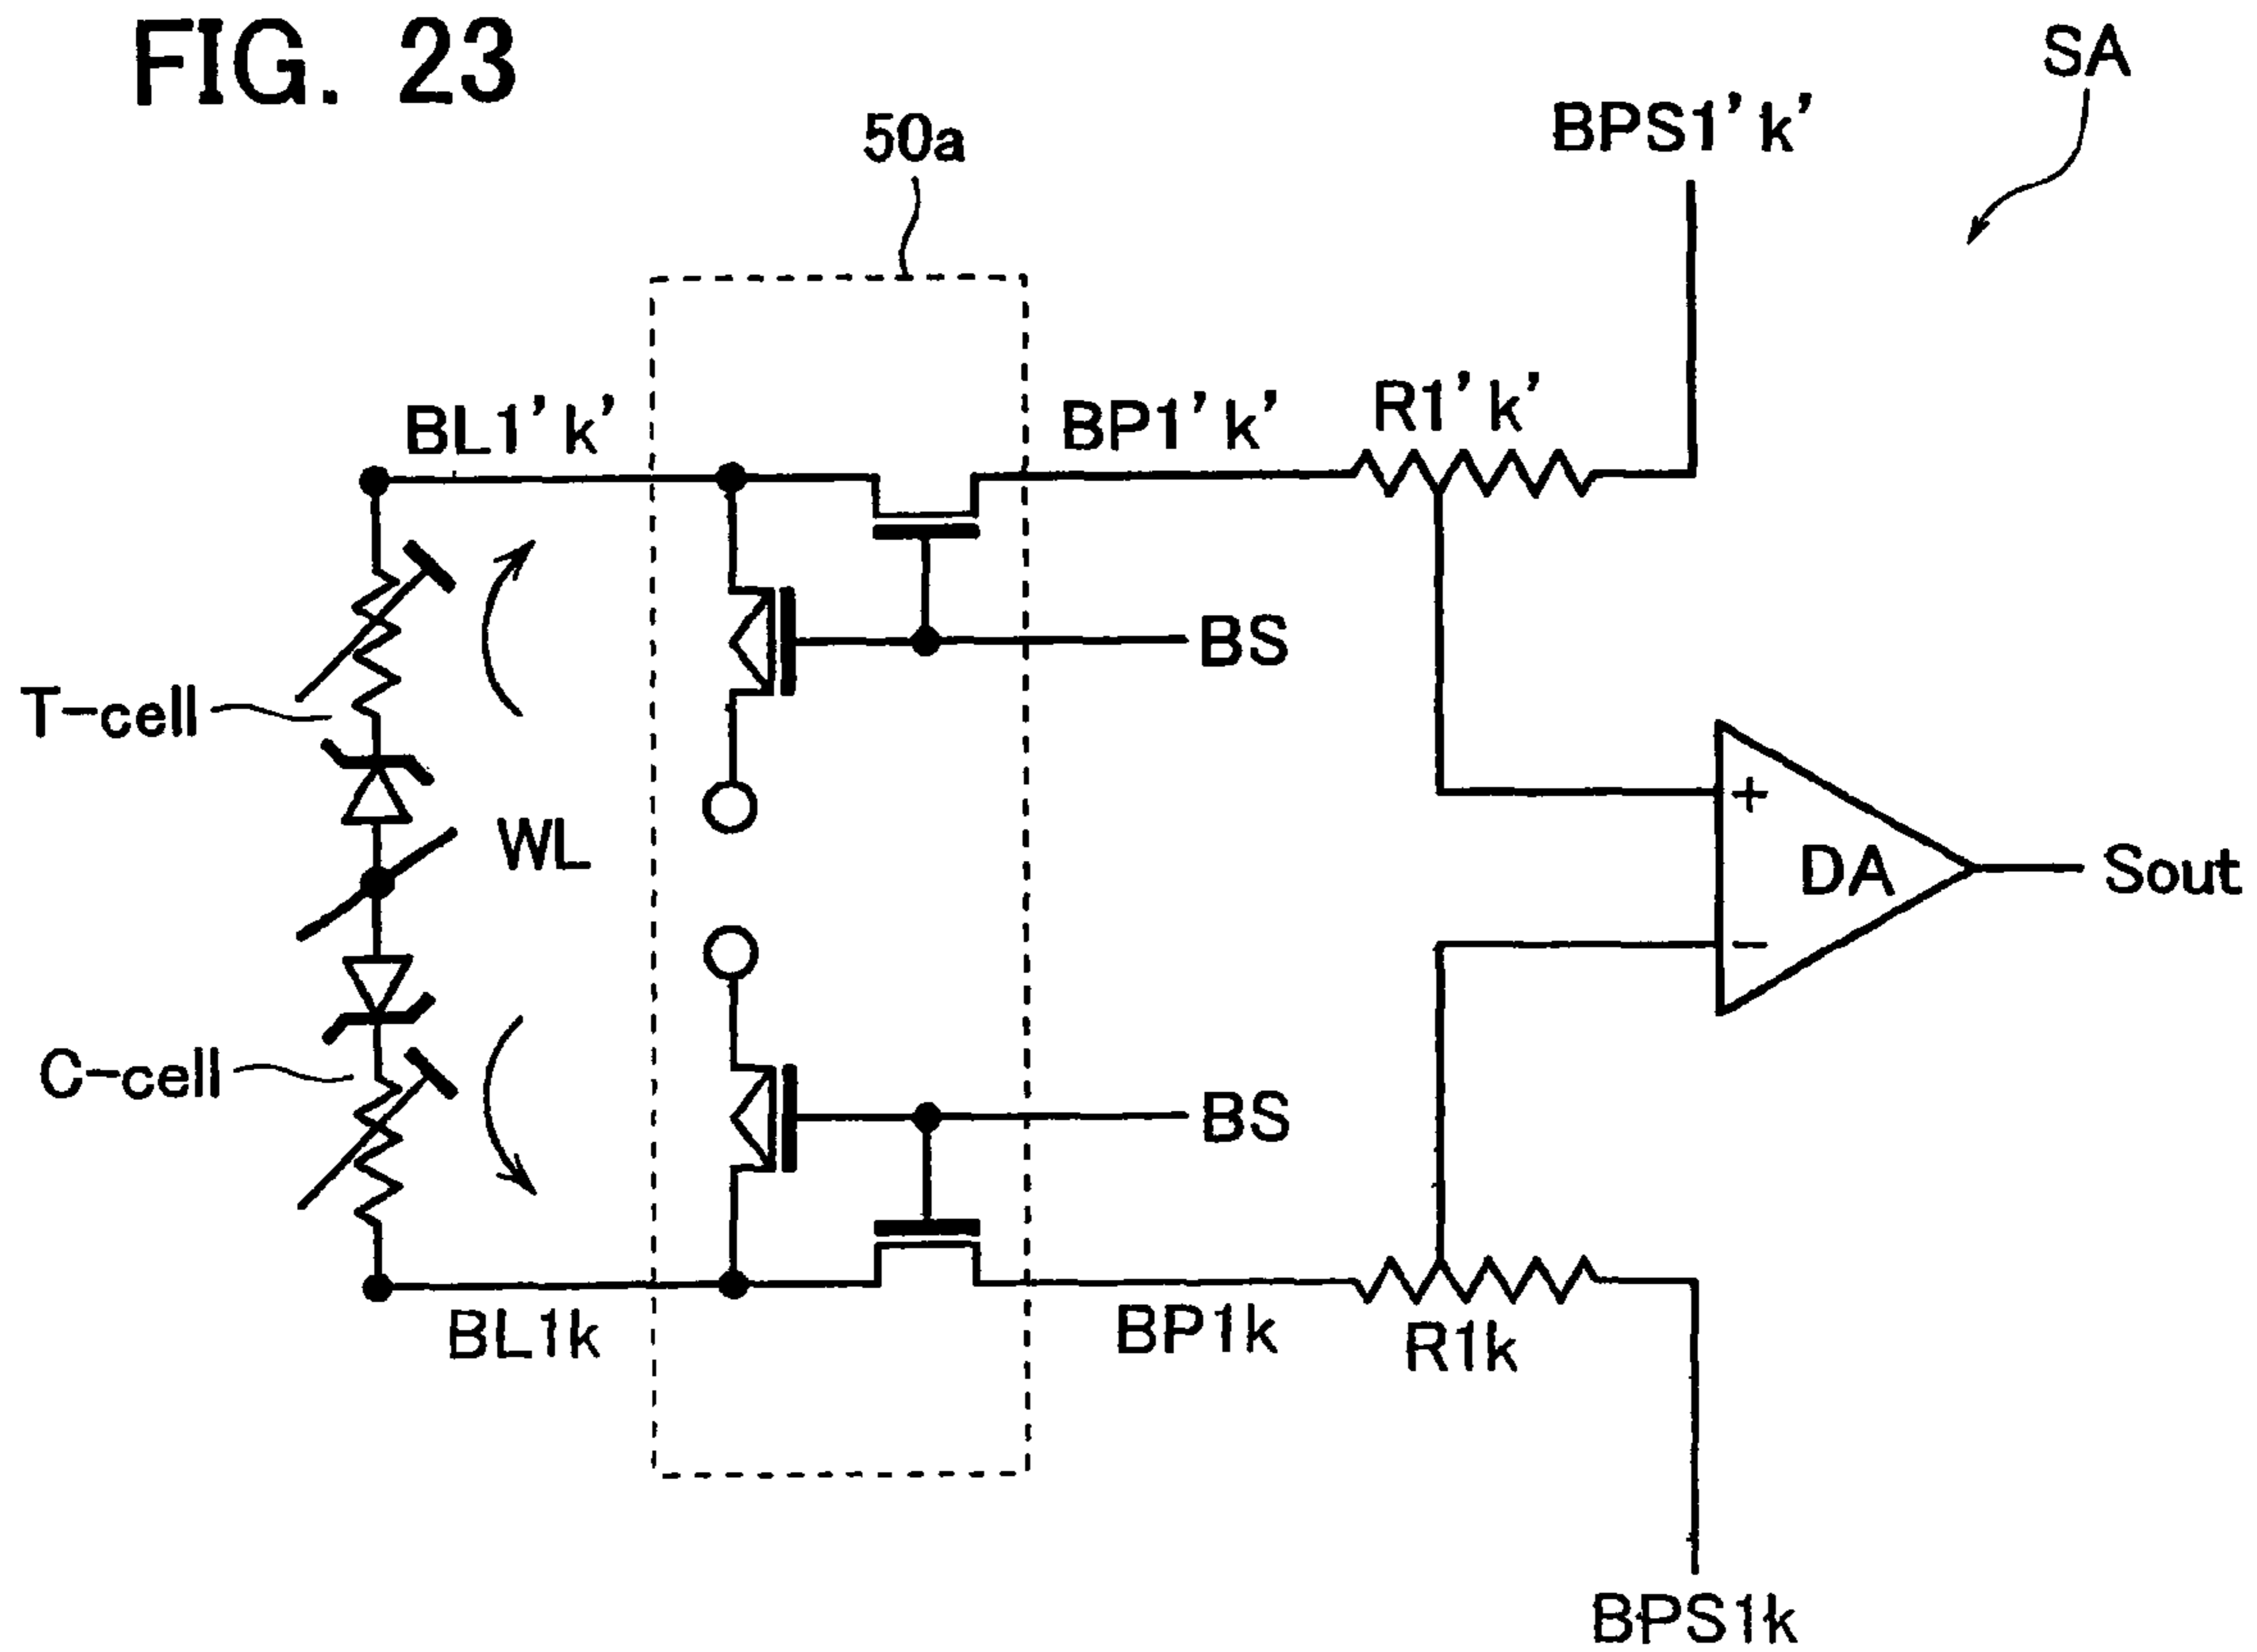 FIG. 23
SA
50a
BPS1'k'
BL1'k'
BP1'k'
R1'k'
BS
T-cell
WL
+
DA
Sout
-
C-cell
BS
BL1k
BP1k
R1k
BPS1k